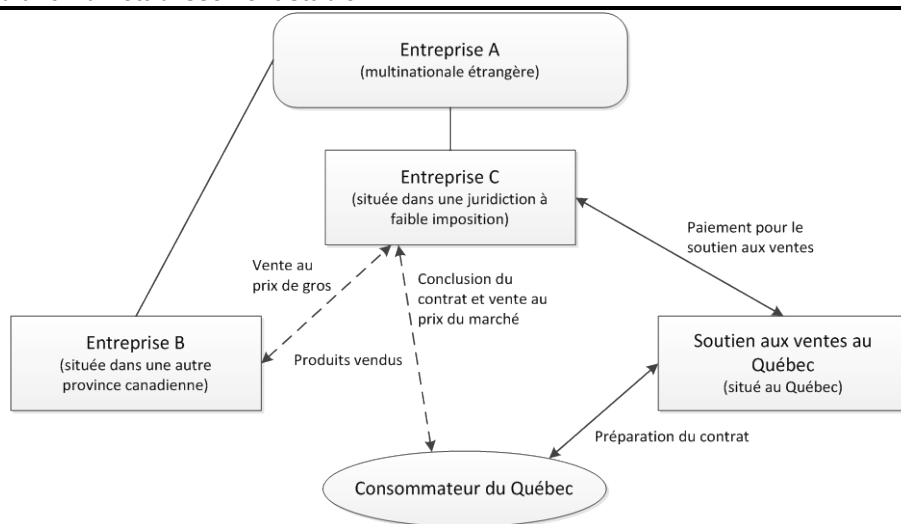 Entreprise A
(multinationale étrangère)
Entreprise C
(située dans une juridiction à
faible imposition)
Paiement pour le
soutien aux ventes
Vente au
prix de gros
Conclusion du
contrat et vente au
prix du marché
Entreprise B
(située dans une autre
province canadienne)
Produits vendus
Soutien aux ventes au
Québec
(situé au Québec)
Préparation du contrat
Consommateur du Québec